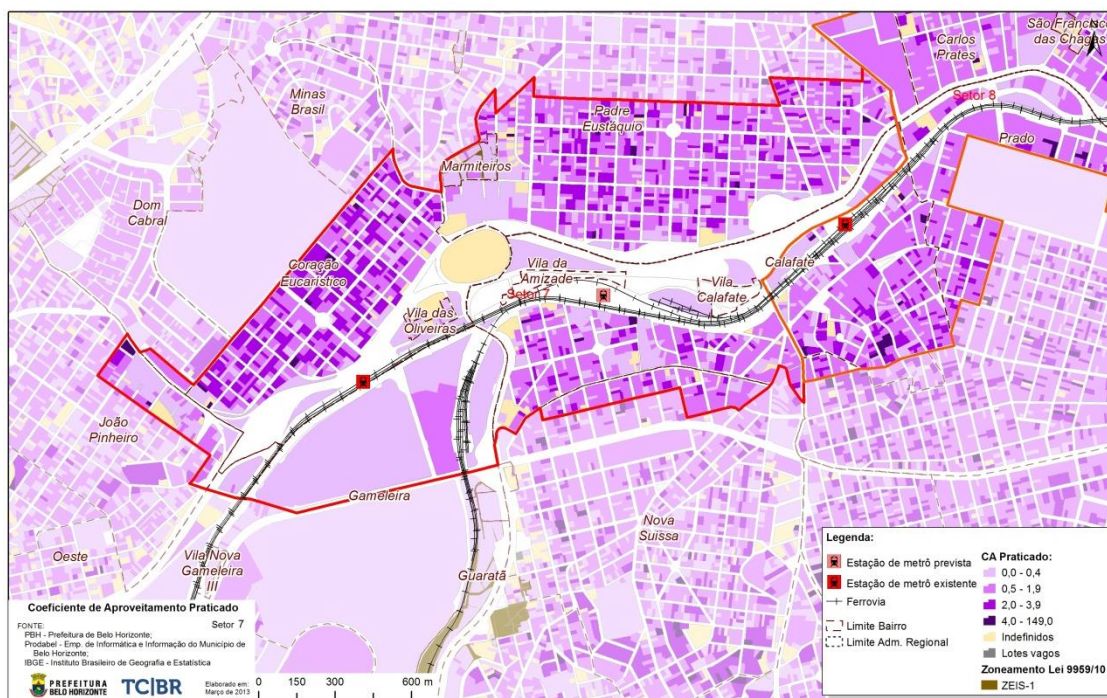 São Francisco
das Chagas
Carlos
Prates
Minas
Brasil
Setor 8
Padre
Eustáquio
Prado
Marmiteiros
Dom
Cabral
Coração
Eucarístico
Vila da
Amizade
Calafate
Setor 7
Vila
Calafate
Vila das
Oliveiras
João
Pinheiro
Gameleira
Nova
Suissa
Oeste
Vila Nova
Gameleira
III
Guaratã
Legenda:
Estação de metrô prevista
Estação de metrô existente
Ferrovia
Limite Bairro
Limite Adm. Regional
CA Praticado:
0,0 - 0,4
0,5 - 1,9
2,0 - 3,9
4,0 - 149,0
Indefinidos
Lotes vagos
Zoneamento Lei 9959/10
ZEIS-1
Coeficiente de Aproveitamento Praticado
Setor 7
FONTE:
PBH - Prefeitura de Belo Horizonte;
Prodabel - Emp. de Informática e Informação do Município de
Belo Horizonte;
IBGE - Instituto Brasileiro de Geografia e Estatística
PREFEITURA
BELO HORIZONTE
TC|BR
Elaborado em:
Março de 2013
0 150 300 600 m